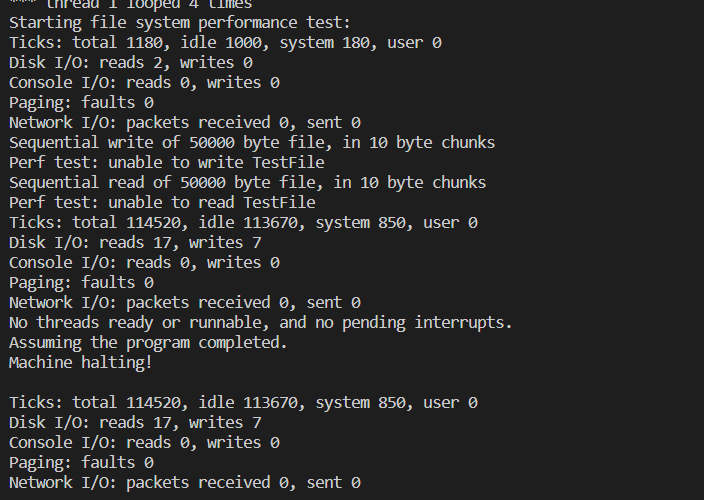 *** thread 1 looped 4 times
Starting file system performance test:
Ticks: total 1180, idle 1000, system 180, user 0
Disk I/O: reads 2, writes 0
Console I/O: reads 0, writes 0
Paging: faults 0
Network I/O: packets received 0, sent 0
Sequential write of 50000 byte file, in 10 byte chunks
Perf test: unable to write TestFile
Sequential read of 50000 byte file, in 10 byte chunks
Perf test: unable to read TestFile
Ticks: total 114520, idle 113670, system 850, user 0
Disk I/O: reads 17, writes 7
Console I/O: reads 0, writes 0
Paging: faults 0
Network I/O: packets received 0, sent 0
No threads ready or runnable, and no pending interrupts.
Assuming the program completed.
Machine halting!
Ticks: total 114520, idle 113670, system 850, user 0
Disk I/O: reads 17, writes 7
Console I/O: reads 0, writes 0
Paging: faults 0
Network I/O: packets received 0, sent 0